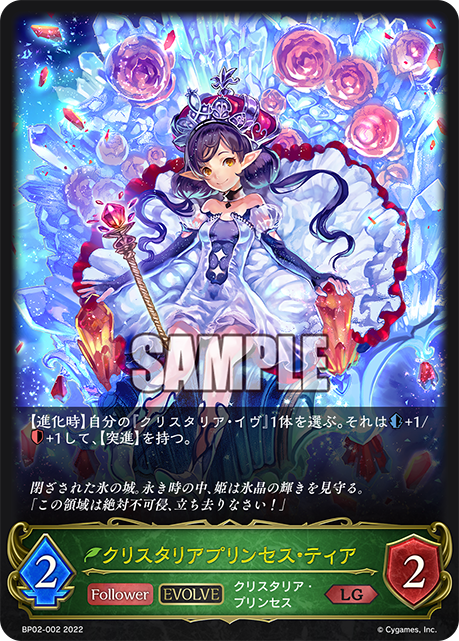 SAMPLE
【進化時】自分の『クリスタリア・イヴ』1体を選ぶ。それは+1/
+1して、【突進】を持つ。
閉ざされた氷の城。永き時の中、姫は氷晶の輝きを見守る。
「この領域は絶対不可侵、立ち去りなさい！」
クリスタリアプリンセス・ティア
2
Follower EVOLVE クリスタリア・
プリンセス
LG
2
BP02-002 2022
© Cygames, Inc.